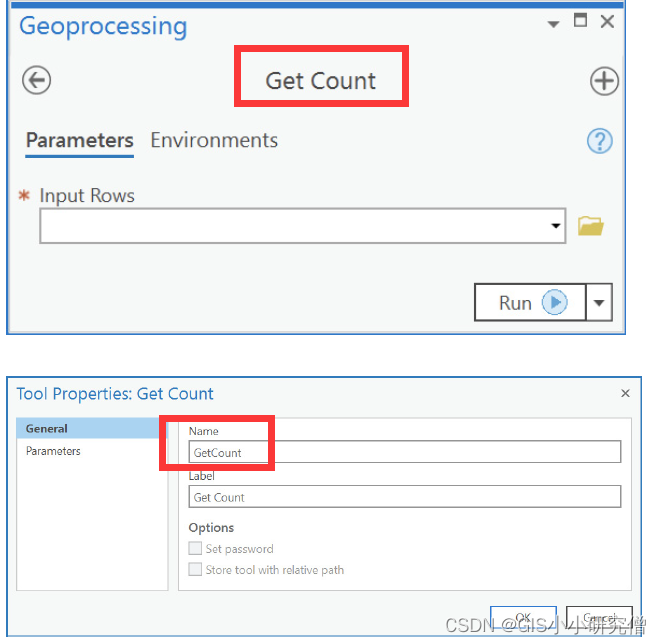 Geoprocessing
Get Count
Parameters Environments
* Input Rows
Run
Tool Properties: Get Count
General
Parameters
Name
GetCount
Label
Get Count
Options
Set password
Store tool with relative path
OK Cancel
CSDN @GIS小小研究僧